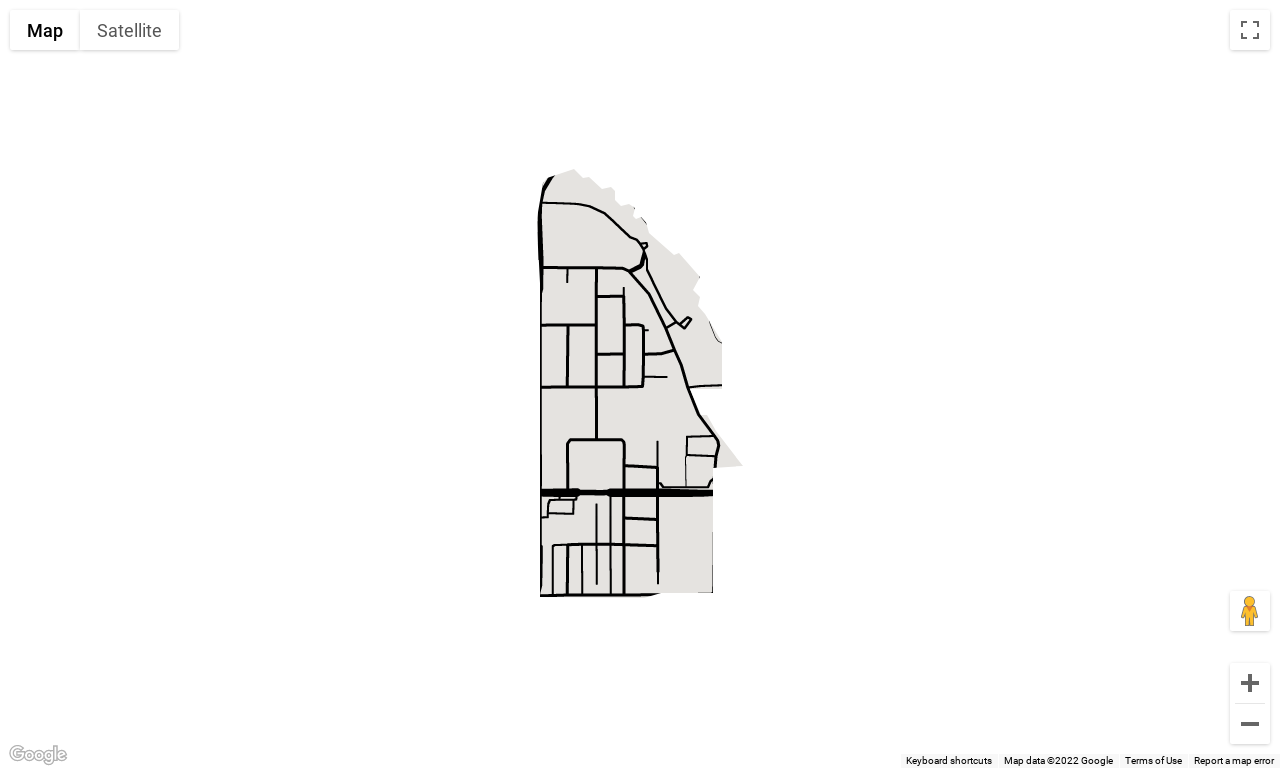 Map
Satellite
Google
Keyboard shortcuts
Map data ©2022 Google
Terms of Use
Report a map error